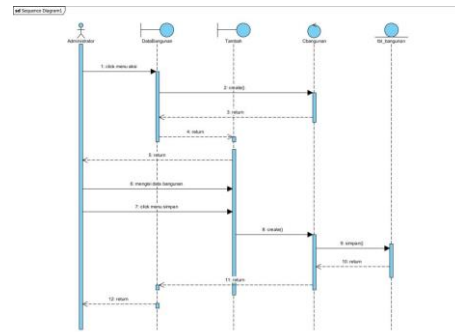 sd Sequence Diagram1
Administrator
DataBangunan
Tambah
Cbangunan
tbl_bangunan
1: click menu aksi
2: create()
3: return
4: return
5: return
6: mengisi data bangunan
7: click menu simpan
8: create()
9: simpan()
10: return
11: return
12: return